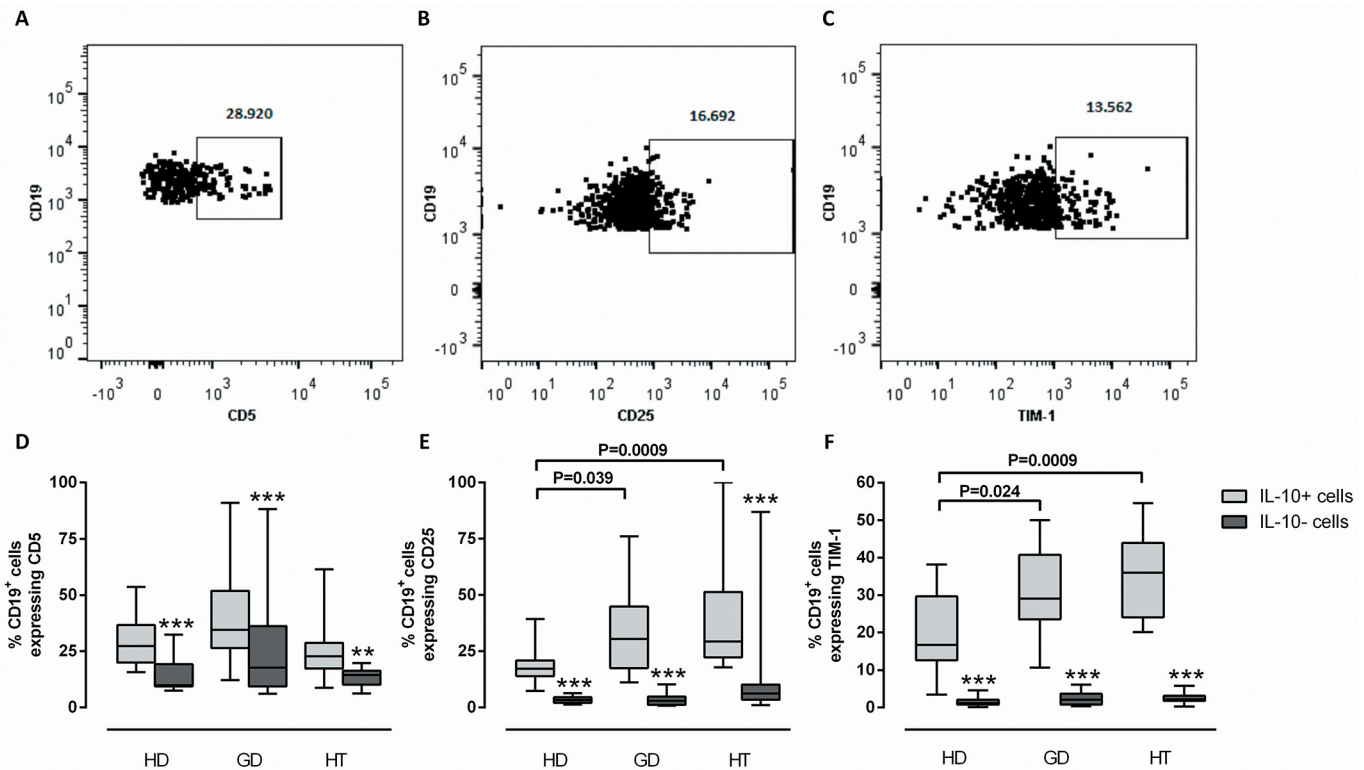 A B C
28.920
16.692
13.562
10^5 10^4 10^3 10^2 10^1 10^0
CD19
-10^3 0 10^3 10^4 10^5
CD5
10^5 10^4 10^3 0 -10^3
CD19
10^0 10^1 10^2 10^3 10^4 10^5
CD25
10^5 10^4 10^3 0 -10^3
CD19
10^0 10^1 10^2 10^3 10^4 10^5
TIM-1
D
% CD19+ cells
expressing CD5
100
75
50
25
0
***
***
**
HD GD HT
E
% CD19+ cells
expressing CD25
P=0.0009
P=0.039
100
75
50
25
0
***
***
***
HD GD HT
F
% CD19+ cells
expressing TIM-1
P=0.0009
P=0.024
60
50
40
30
20
10
0
***
***
***
HD GD HT
IL-10+ cells
IL-10- cells